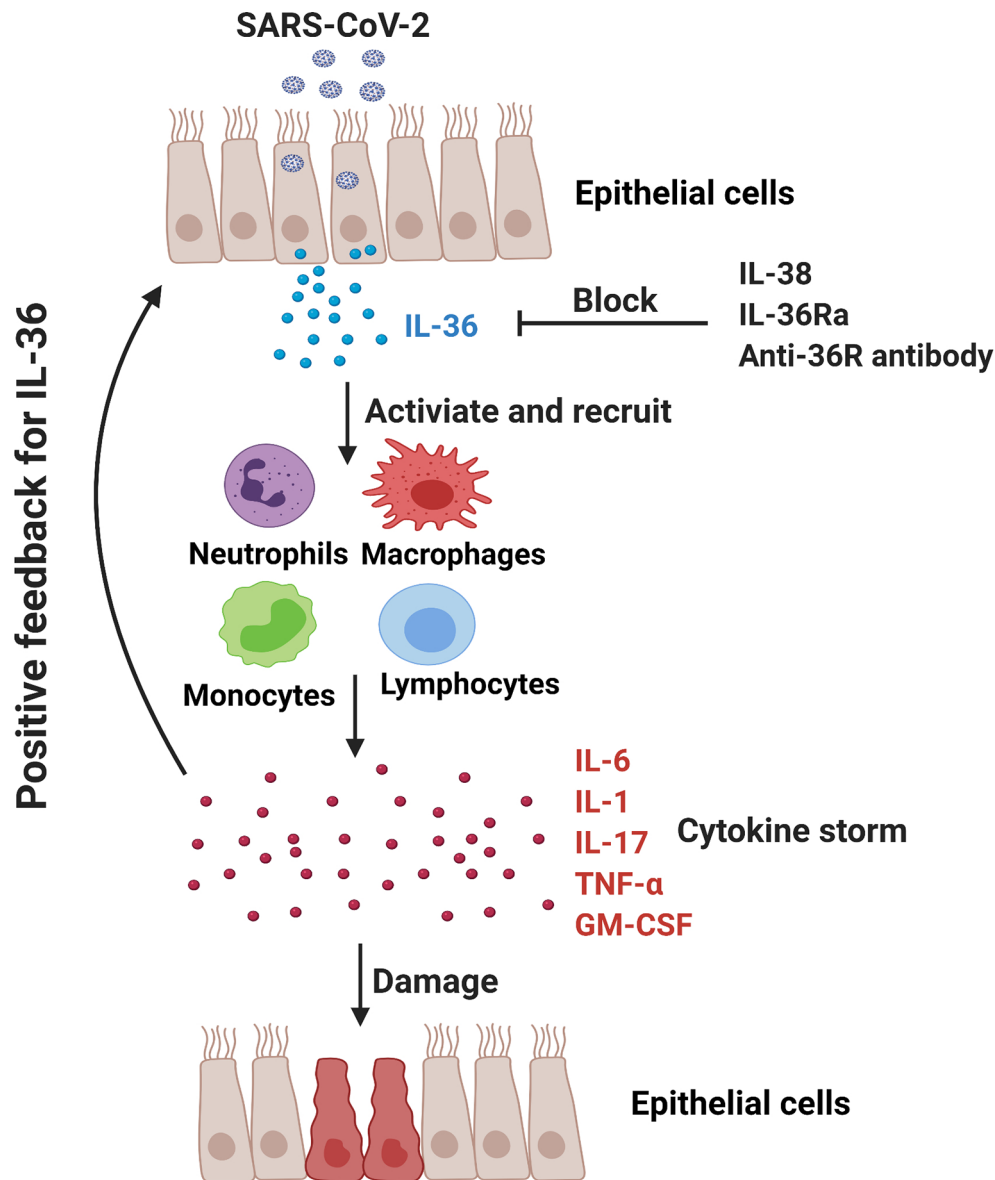 SARS-CoV-2
Epithelial cells
IL-38
IL-36Ra
Anti-36R antibody
Block
IL-36
Positive feedback for IL-36
Activiate and recruit
Neutrophils
Macrophages
Monocytes
Lymphocytes
IL-6
IL-1
IL-17
TNF-α
GM-CSF
Cytokine storm
Damage
Epithelial cells